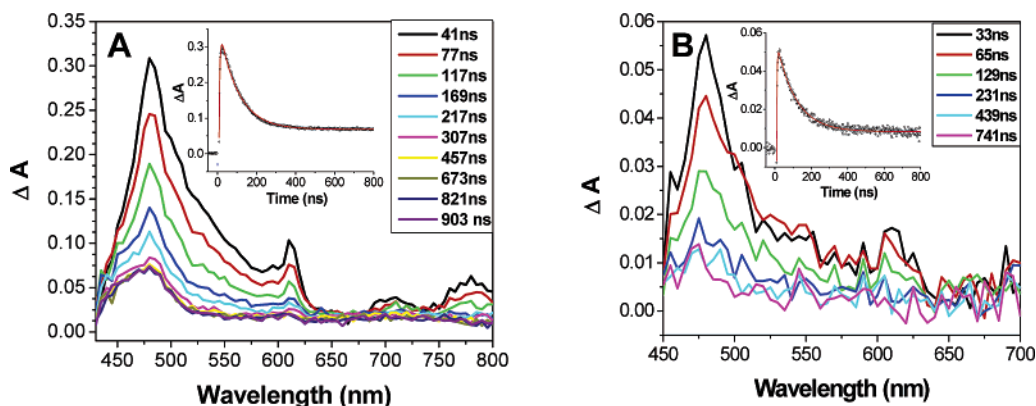 A
0.35
0.30
0.25
0.20
0.15
0.10
0.05
0.00
Δ A
450 500 550 600 650 700 750 800
Wavelength (nm)
0.3
0.2
0.1
0.0
ΔA
0 200 400 600 800
Time (ns)
41ns
77ns
117ns
169ns
217ns
307ns
457ns
673ns
821ns
903 ns
B
0.06
0.05
0.04
0.03
0.02
0.01
0.00
Δ A
450 500 550 600 650 700
Wavelength (nm)
0.06
0.04
0.02
0.00
ΔA
0 200 400 600 800
Time (ns)
33ns
65ns
129ns
231ns
439ns
741ns